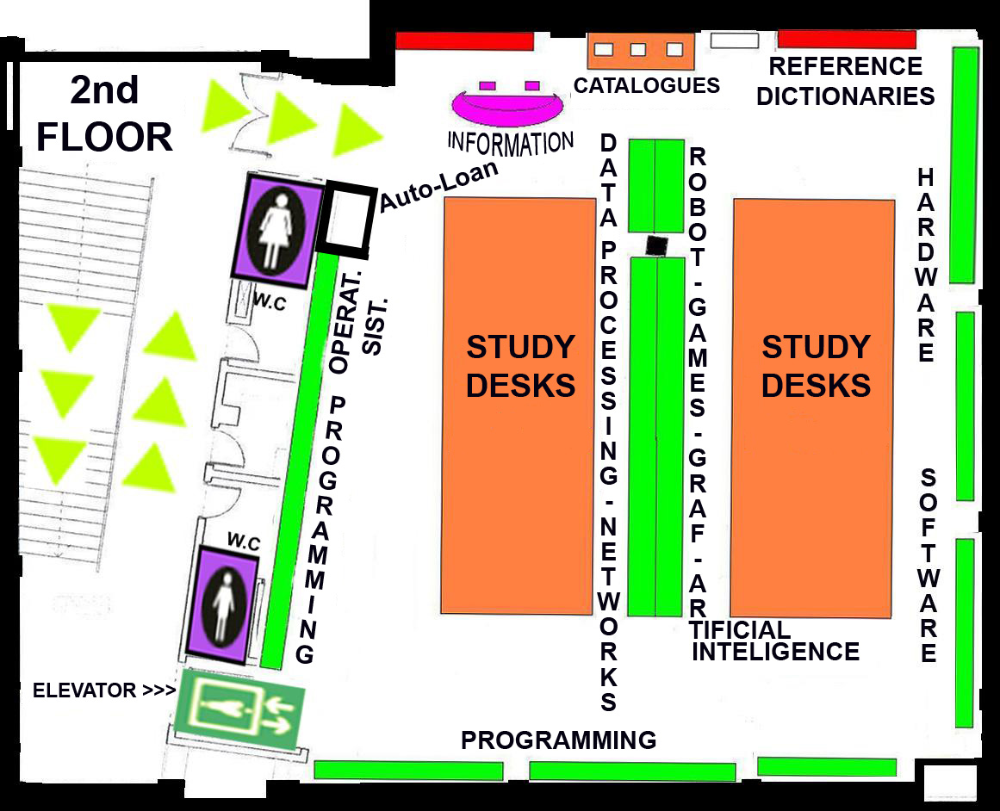 2nd
FLOOR
CATALOGUES
REFERENCE
DICTIONARIES
INFORMATION
Auto-Loan
W.C
OPERAT.
SIST.
PROGRAMMING
STUDY
DESKS
DATA PROCESSING - NETWORKS
ROBOT - GAMES - GRAF - AR
TIFICIAL
INTELIGENCE
STUDY
DESKS
HARDWARE
SOFTWARE
W.C
ELEVATOR >>>
PROGRAMMING